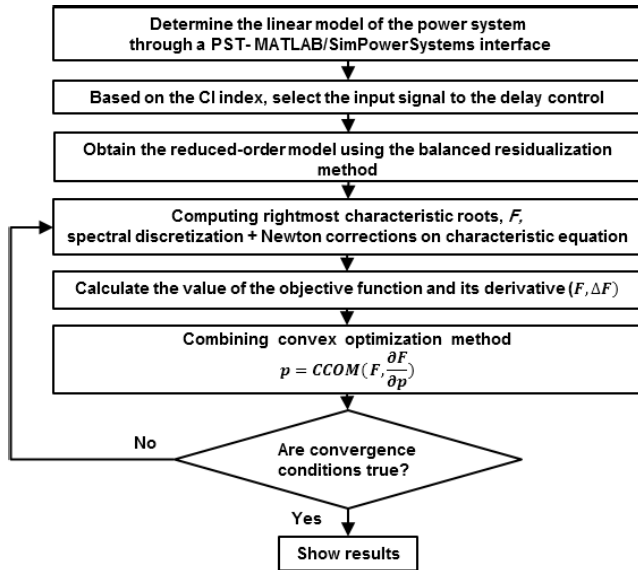 Determine the linear model of the power system
through a PST- MATLAB/SimPowerSystems interface
Based on the CI index, select the input signal to the delay control
Obtain the reduced-order model using the balanced residualization
method
Computing rightmost characteristic roots, F,
spectral discretization + Newton corrections on characteristic equation
Calculate the value of the objective function and its derivative (F, ΔF)
Combining convex optimization method
p = CCOM(F, ∂F/∂p)
No
Are convergence
conditions true?
Yes
Show results